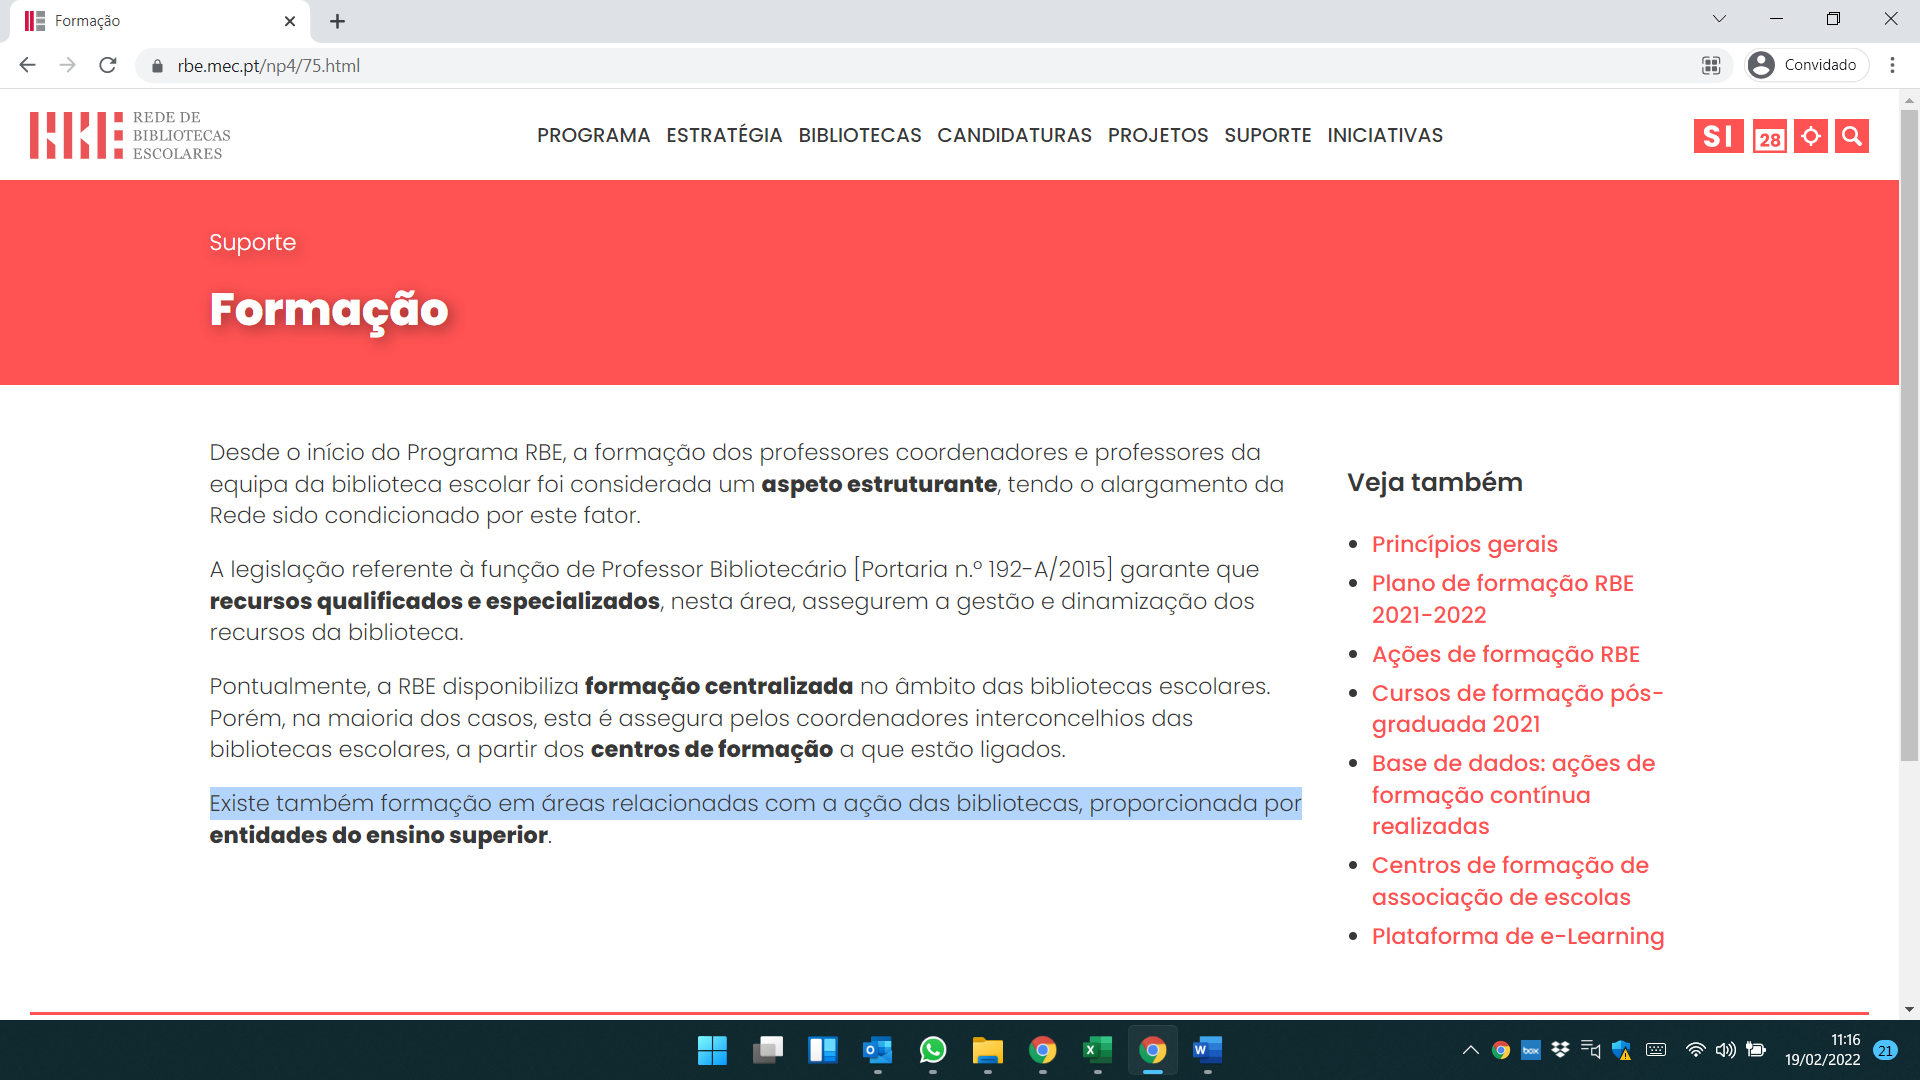 Formação
rbe.mec.pt/np4/75.html
Convidado
REDE DE
BIBLIOTECAS
ESCOLARES
PROGRAMA ESTRATÉGIA BIBLIOTECAS CANDIDATURAS PROJETOS SUPORTE INICIATIVAS
SI
28
Suporte
Formação
Desde o início do Programa RBE, a formação dos professores coordenadores e professores da
equipa da biblioteca escolar foi considerada um aspeto estruturante, tendo o alargamento da
Rede sido condicionado por este fator.
A legislação referente à função de Professor Bibliotecário [Portaria n.º 192-A/2015] garante que
recursos qualificados e especializados, nesta área, assegurem a gestão e dinamização dos
recursos da biblioteca.
Pontualmente, a RBE disponibiliza formação centralizada no âmbito das bibliotecas escolares.
Porém, na maioria dos casos, esta é assegura pelos coordenadores interconcelhios das
bibliotecas escolares, a partir dos centros de formação a que estão ligados.
Existe também formação em áreas relacionadas com a ação das bibliotecas, proporcionada por
entidades do ensino superior.
Veja também
Princípios gerais
Plano de formação RBE
2021-2022
Ações de formação RBE
Cursos de formação pós-
graduada 2021
Base de dados: ações de
formação contínua
realizadas
Centros de formação de
associação de escolas
Plataforma de e-Learning
box
11:16
19/02/2022
21